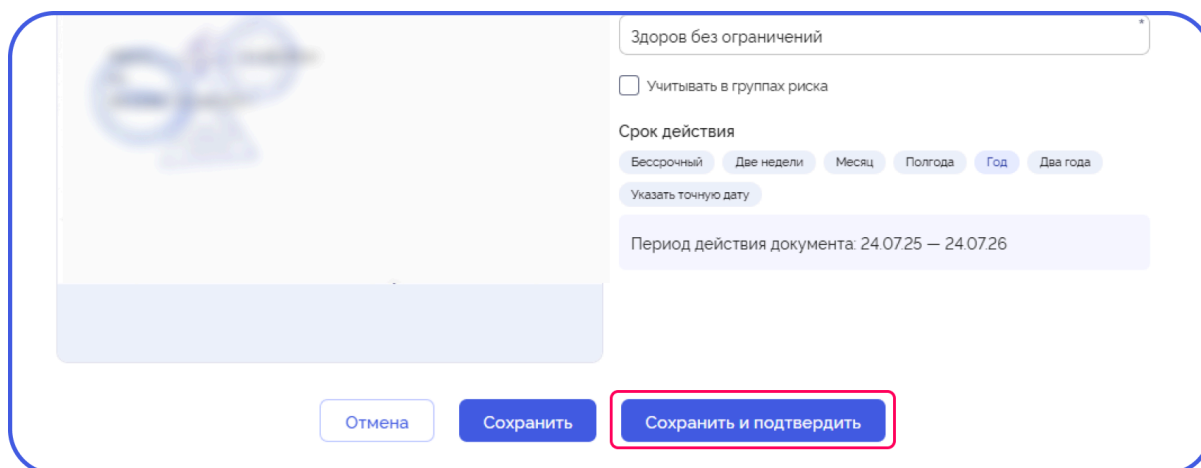 *
Здоров без ограничений
Учитывать в группах риска
Срок действия
Бессрочный Две недели Месяц Полгода Год Два года
Указать точную дату
Период действия документа: 24.07.25 — 24.07.26
Отмена Сохранить Сохранить и подтвердить